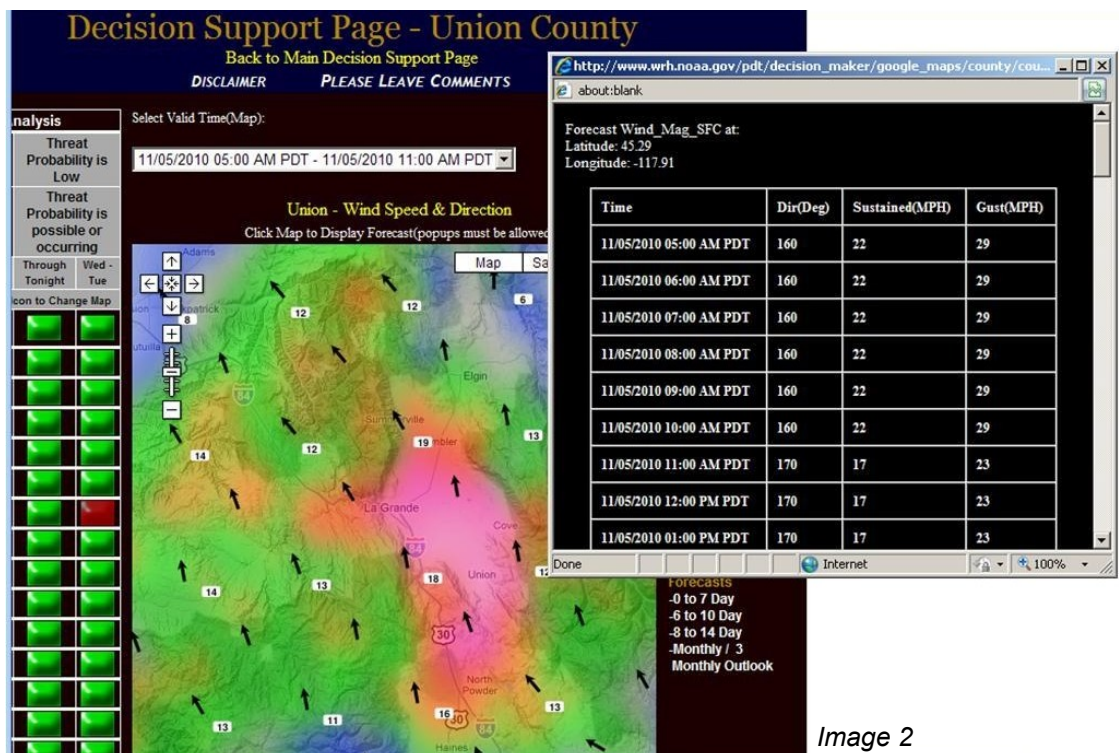 Decision Support Page - Union County
Back to Main Decision Support Page
DISCLAIMER PLEASE LEAVE COMMENTS
nalysis
Threat
Probability is
Low
Threat
Probability is
possible or
occurring
Through
Tonight
Wed -
Tue
con to Change Map
Select Valid Time(Map):
11/05/2010 05:00 AM PDT - 11/05/2010 11:00 AM PDT
Union - Wind Speed & Direction
Click Map to Display Forecast(popups must be allowe
Map Sa
Adams
8
12
12
6
84
Elgin
14
12
19
13
La Grande
Cove
84
14
13
18
Union
12
30
North
Powder
13
11
16
30
84
13
Haines
http://www.wrh.noaa.gov/pdt/decision_maker/google_maps/county/cou...
about:blank
Forecast Wind_Mag_SFC at:
Latitude: 45.29
Longitude: -117.91
Time Dir(Deg) Sustained(MPH) Gust(MPH)
11/05/2010 05:00 AM PDT 160 22 29
11/05/2010 06:00 AM PDT 160 22 29
11/05/2010 07:00 AM PDT 160 22 29
11/05/2010 08:00 AM PDT 160 22 29
11/05/2010 09:00 AM PDT 160 22 29
11/05/2010 10:00 AM PDT 160 22 29
11/05/2010 11:00 AM PDT 170 17 23
11/05/2010 12:00 PM PDT 170 17 23
11/05/2010 01:00 PM PDT 170 17 23
Done Internet 100%
Forecasts
-0 to 7 Day
-6 to 10 Day
-8 to 14 Day
-Monthly / 3
Monthly Outlook
Image 2